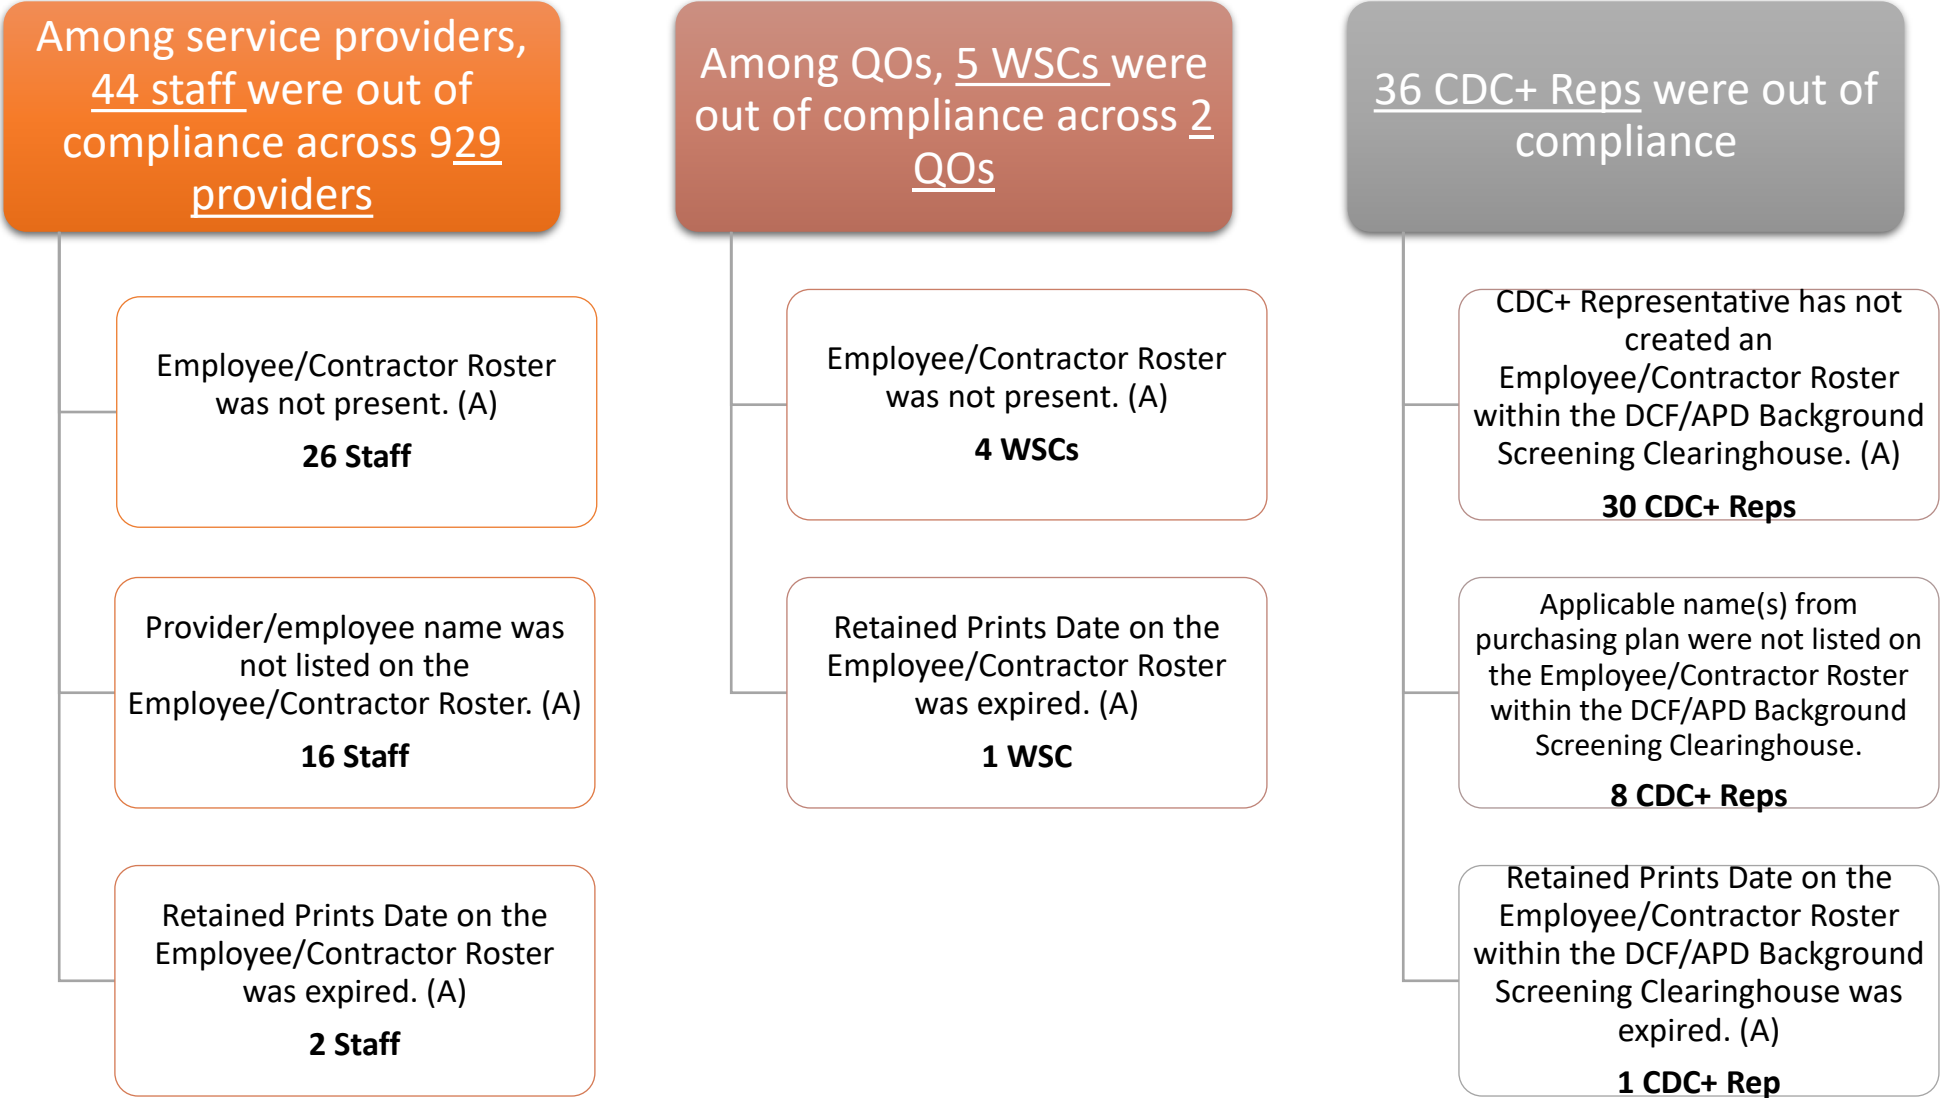 Among service providers,
44 staff were out of
compliance across 929
providers
Employee/Contractor Roster
was not present. (A)
26 Staff
Provider/employee name was
not listed on the
Employee/Contractor Roster. (A)
16 Staff
Retained Prints Date on the
Employee/Contractor Roster
was expired. (A)
2 Staff
Among QOs, 5 WSCs were
out of compliance across 2
QOs
Employee/Contractor Roster
was not present. (A)
4 WSCs
Retained Prints Date on the
Employee/Contractor Roster
was expired. (A)
1 WSC
36 CDC+ Reps were out of
compliance
CDC+ Representative has not
created an
Employee/Contractor Roster
within the DCF/APD Background
Screening Clearinghouse. (A)
30 CDC+ Reps
Applicable name(s) from
purchasing plan were not listed on
the Employee/Contractor Roster
within the DCF/APD Background
Screening Clearinghouse.
8 CDC+ Reps
Retained Prints Date on the
Employee/Contractor Roster
within the DCF/APD Background
Screening Clearinghouse was
expired. (A)
1 CDC+ Rep